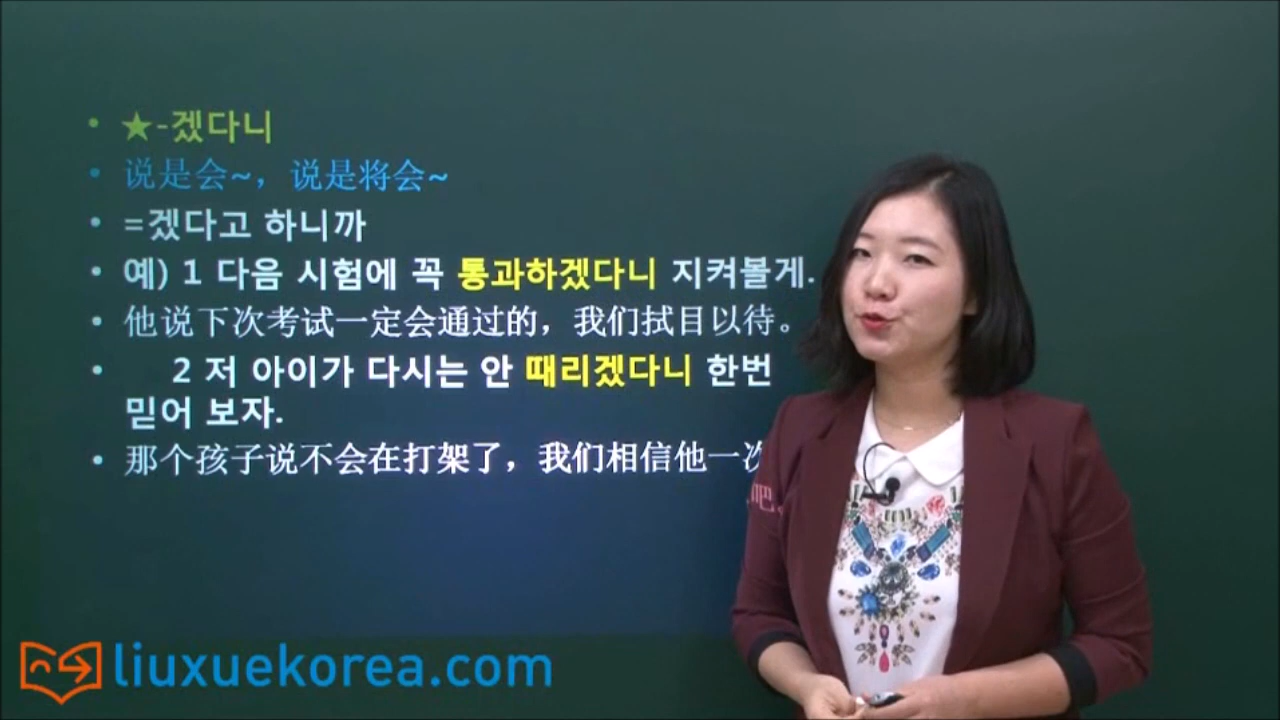 ★-겠다니
说是会~，说是将会~
=겠다고 하니까
예) 1 다음 시험에 꼭 통과하겠다니 지켜볼게.
他说下次考试一定会通过的，我们拭目以待。
2 저 아이가 다시는 안 때리겠다니 한번
믿어 보자.
那个孩子说不会在打架了，我们相信他一次
吧
liuxuekorea.com